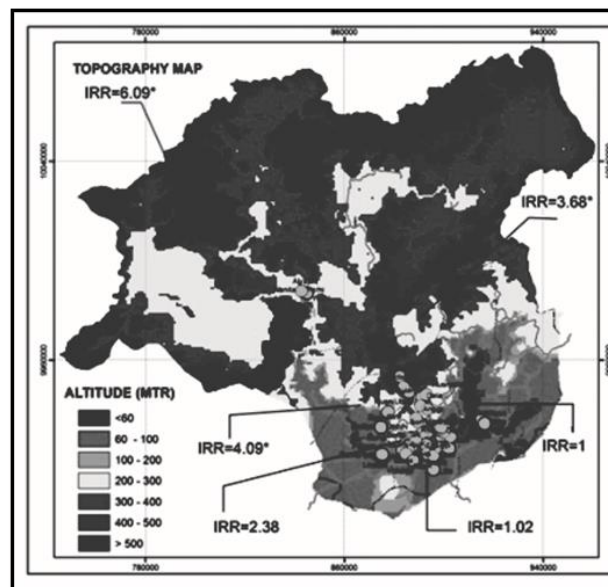 780000 860000 940000
TOPOGRAPHY MAP
IRR=6.09*
10040000
IRR=3.68*
9960000
ALTITUDE (MTR)
<60
60 - 100
100 - 200
200 - 300
300 - 400
400 - 500
> 500
IRR=4.09*
IRR=1
IRR=2.38
IRR=1.02
780000 860000 940000